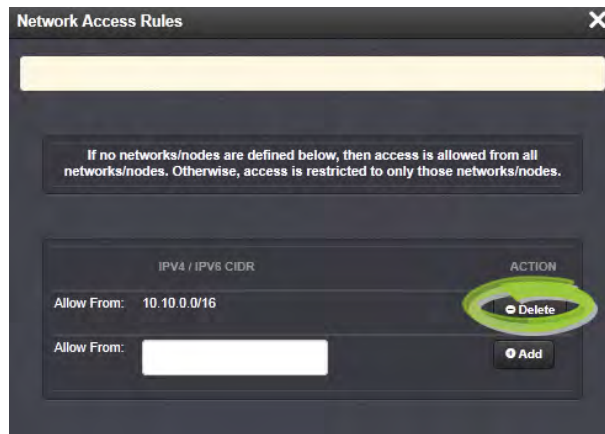 Network Access Rules
If no networks/nodes are defined below, then access is allowed from all
networks/nodes. Otherwise, access is restricted to only those networks/nodes.
IPV4 / IPV6 CIDR ACTION
Allow From: 10.10.0.0/16 Delete
Allow From: Add